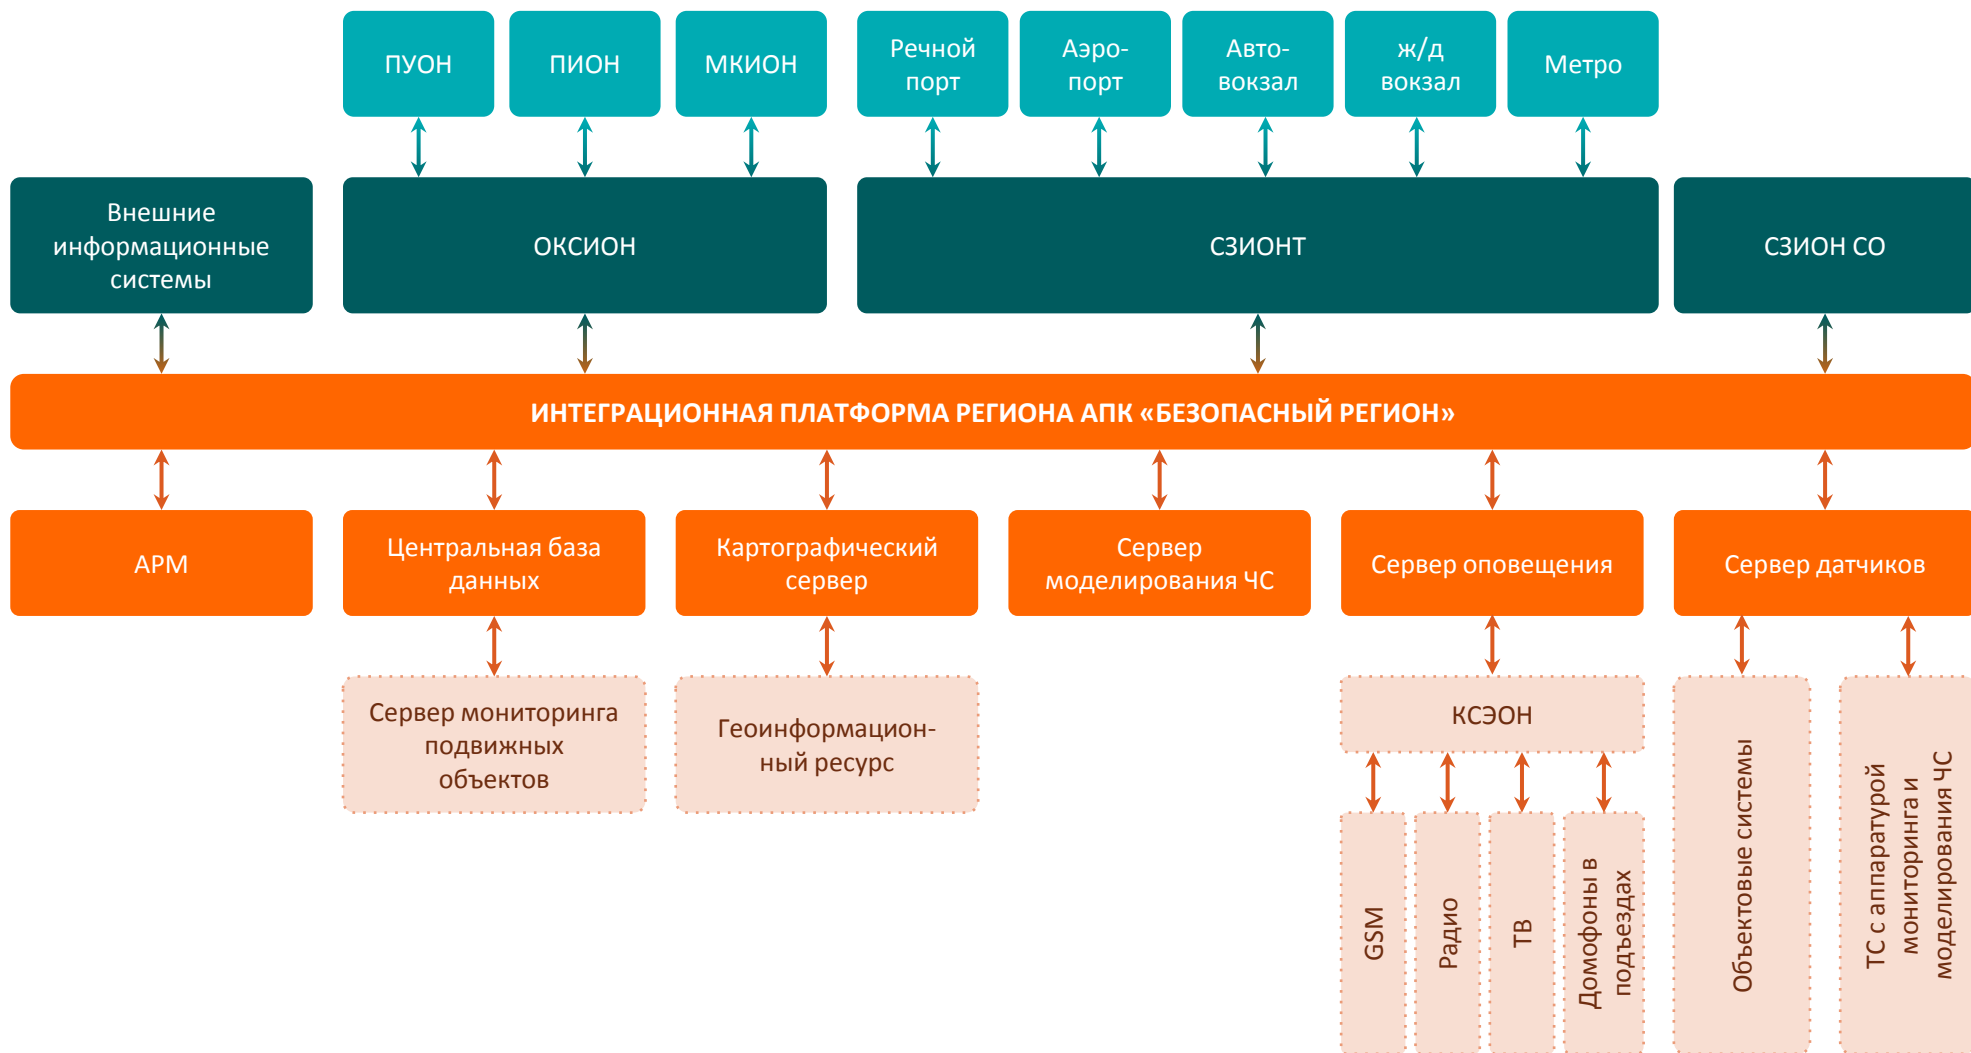 ПУОН
ПИОН
МКИОН
Речной
порт
Аэро-
порт
Авто-
вокзал
ж/д
вокзал
Метро
Внешние
информационные
системы
ОКСИОН
СЗИОНТ
СЗИОН СО
ИНТЕГРАЦИОННАЯ ПЛАТФОРМА РЕГИОНА АПК «БЕЗОПАСНЫЙ РЕГИОН»
АРМ
Центральная база
данных
Картографический
сервер
Сервер
моделирования ЧС
Сервер оповещения
Сервер датчиков
Сервер мониторинга
подвижных
объектов
Геоинформацион-
ный ресурс
КСЭОН
GSM
Радио
ТВ
Домофоны в
подъездах
Объектовые системы
ТС с аппаратурой
мониторинга и
моделирования ЧС